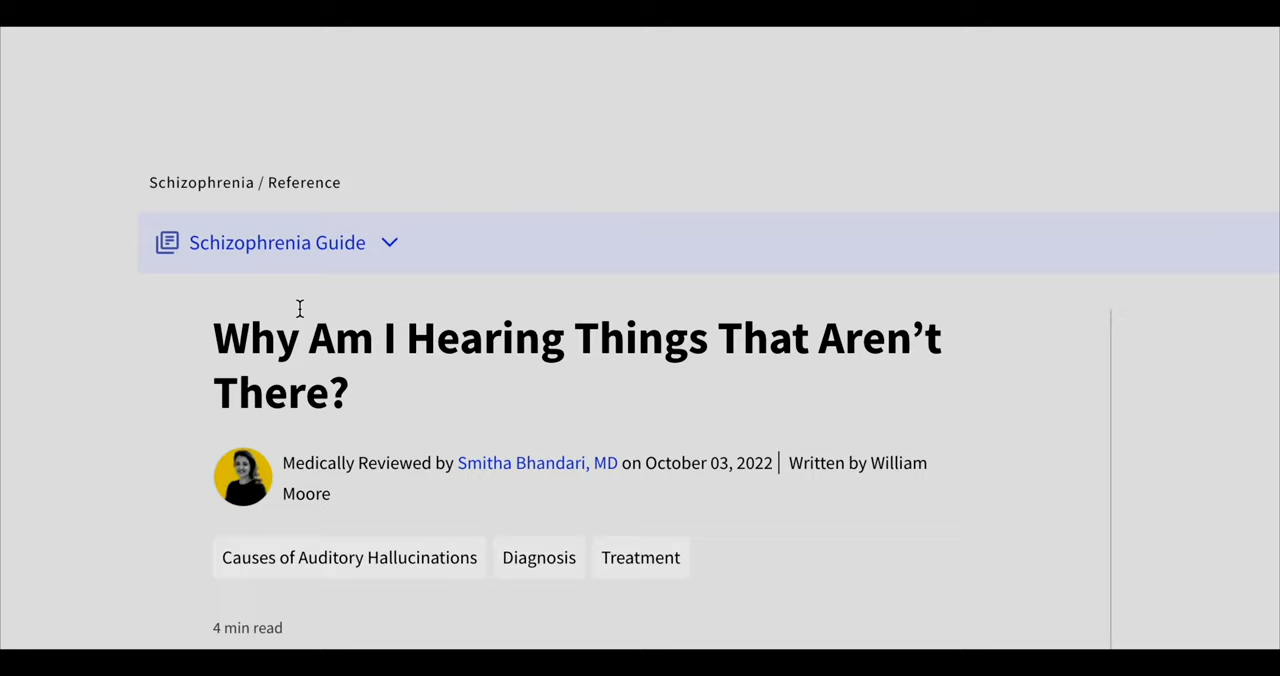 Schizophrenia / Reference
Schizophrenia Guide
Why Am I Hearing Things That Aren’t
There?
Medically Reviewed by Smitha Bhandari, MD on October 03, 2022 | Written by William
Moore
Causes of Auditory Hallucinations Diagnosis Treatment
4 min read